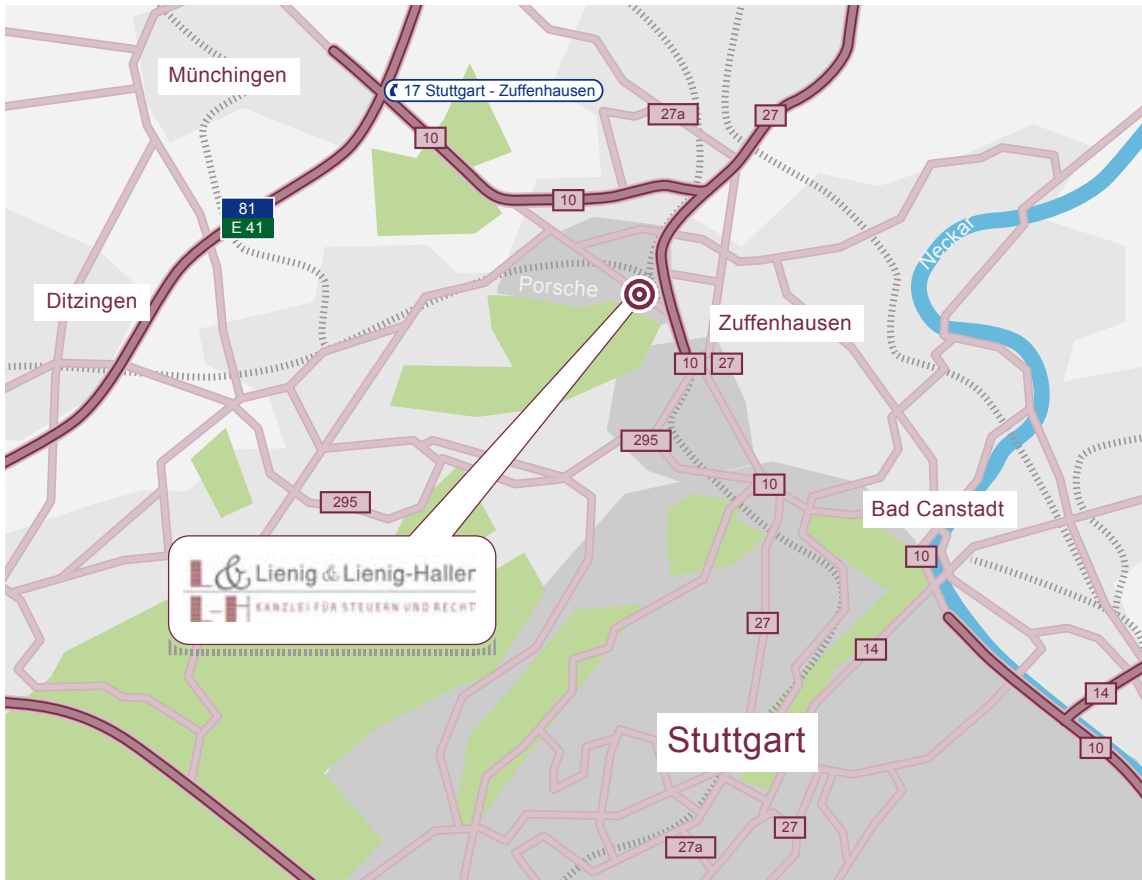 Münchingen
17 Stuttgart - Zuffenhausen
27a
27
10
10
81
E 41
Neckar
Porsche
Ditzingen
Zuffenhausen
10
27
295
10
295
Bad Canstadt
10
L& Lienig & Lienig-Haller
L-H KANZLEI FÜR STEUERN UND RECHT
27
14
14
Stuttgart
10
27
27a